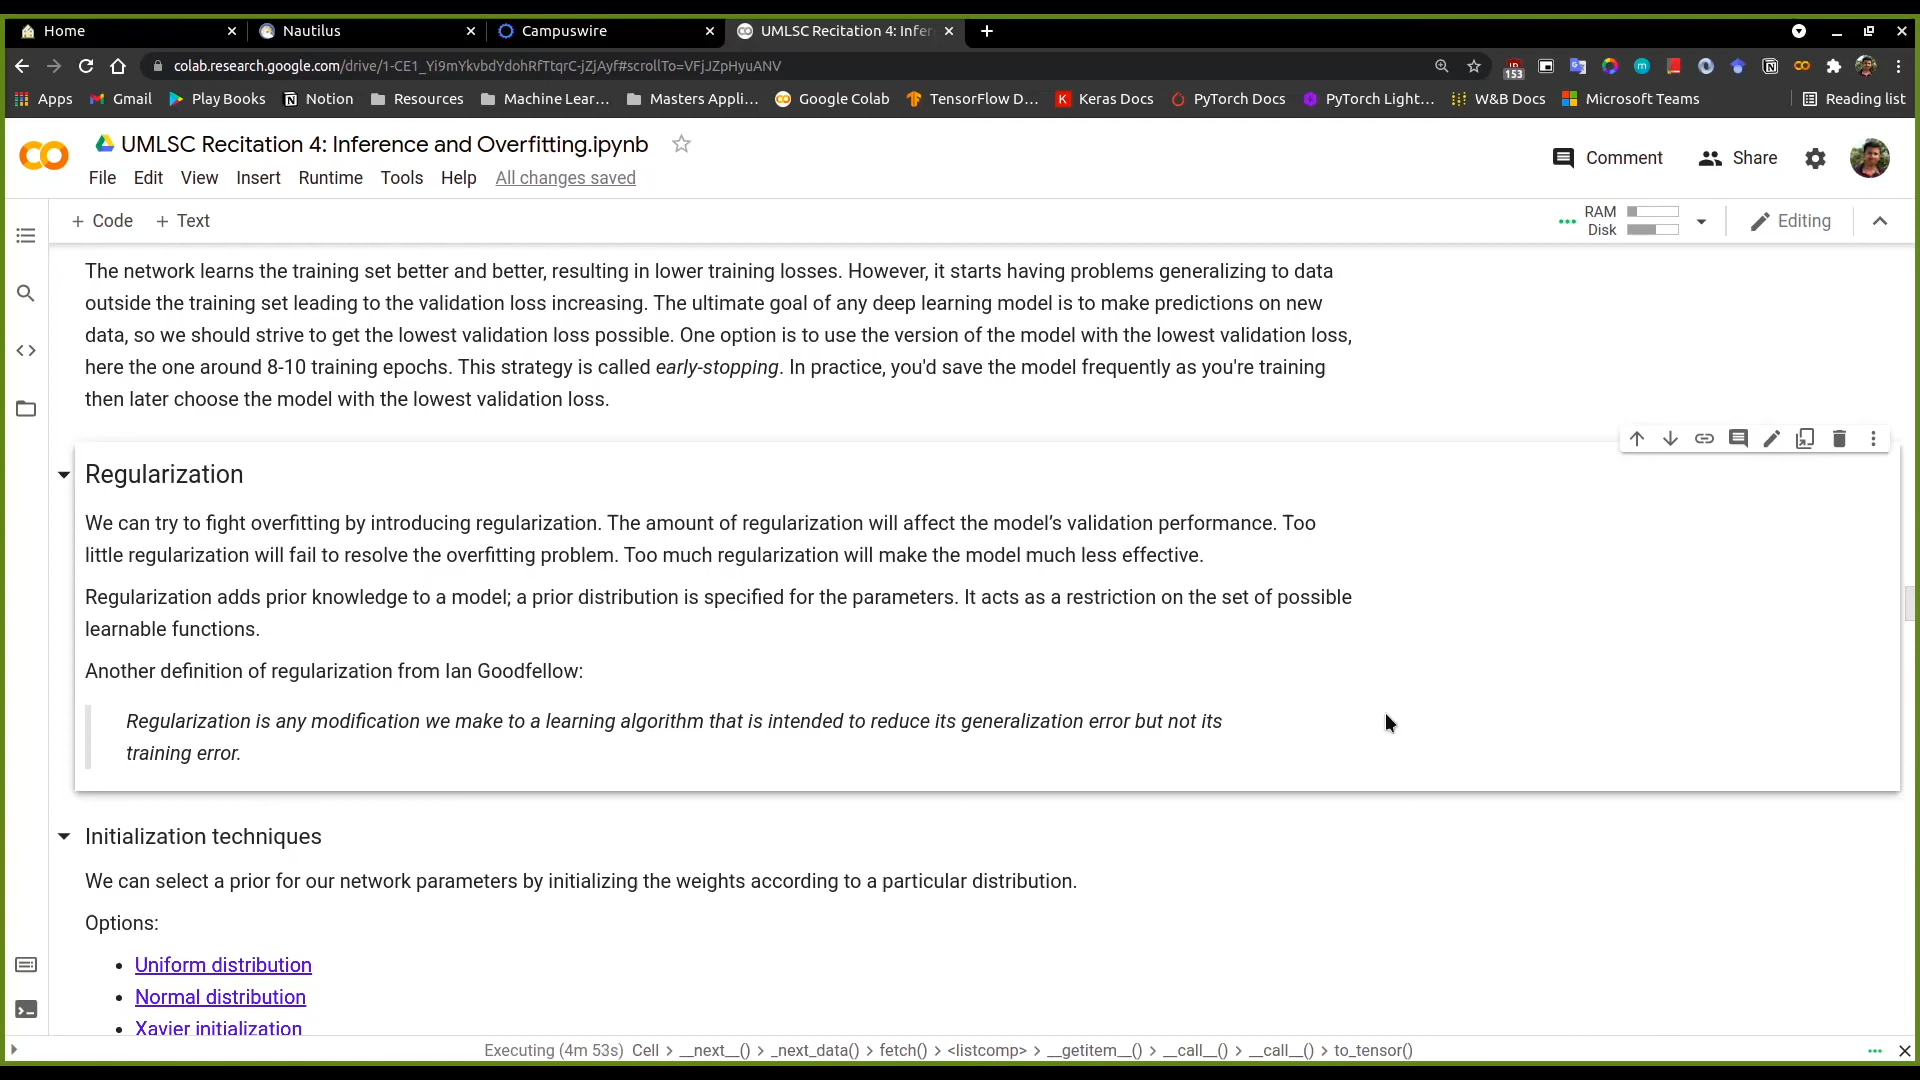 Home
Nautilus
Campuswire
UMLSC Recitation 4: Infer
colab.research.google.com/drive/1-CE1_Yi9mYkvbdYdohRfTtqrC-jZjAyf#scrollTo=VFjJZpHyuANV
153
Apps
Gmail
Play Books
Notion
Resources
Machine Lear...
Masters Appli...
Google Colab
TensorFlow D...
Keras Docs
PyTorch Docs
PyTorch Light...
W&B Docs
Microsoft Teams
Reading list
UMLSC Recitation 4: Inference and Overfitting.ipynb
Comment
Share
File Edit View Insert Runtime Tools Help All changes saved
+ Code + Text
RAM
Disk
Editing
The network learns the training set better and better, resulting in lower training losses. However, it starts having problems generalizing to data
outside the training set leading to the validation loss increasing. The ultimate goal of any deep learning model is to make predictions on new
data, so we should strive to get the lowest validation loss possible. One option is to use the version of the model with the lowest validation loss,
here the one around 8-10 training epochs. This strategy is called early-stopping. In practice, you'd save the model frequently as you're training
then later choose the model with the lowest validation loss.
Regularization
We can try to fight overfitting by introducing regularization. The amount of regularization will affect the model’s validation performance. Too
little regularization will fail to resolve the overfitting problem. Too much regularization will make the model much less effective.
Regularization adds prior knowledge to a model; a prior distribution is specified for the parameters. It acts as a restriction on the set of possible
learnable functions.
Another definition of regularization from Ian Goodfellow:
Regularization is any modification we make to a learning algorithm that is intended to reduce its generalization error but not its
training error.
Initialization techniques
We can select a prior for our network parameters by initializing the weights according to a particular distribution.
Options:
• Uniform distribution
• Normal distribution
• Xavier initialization
Executing (4m 53s) Cell > __next__() > _next_data() > fetch() > <listcomp> > __getitem__() > __call__() > __call__() > to_tensor()